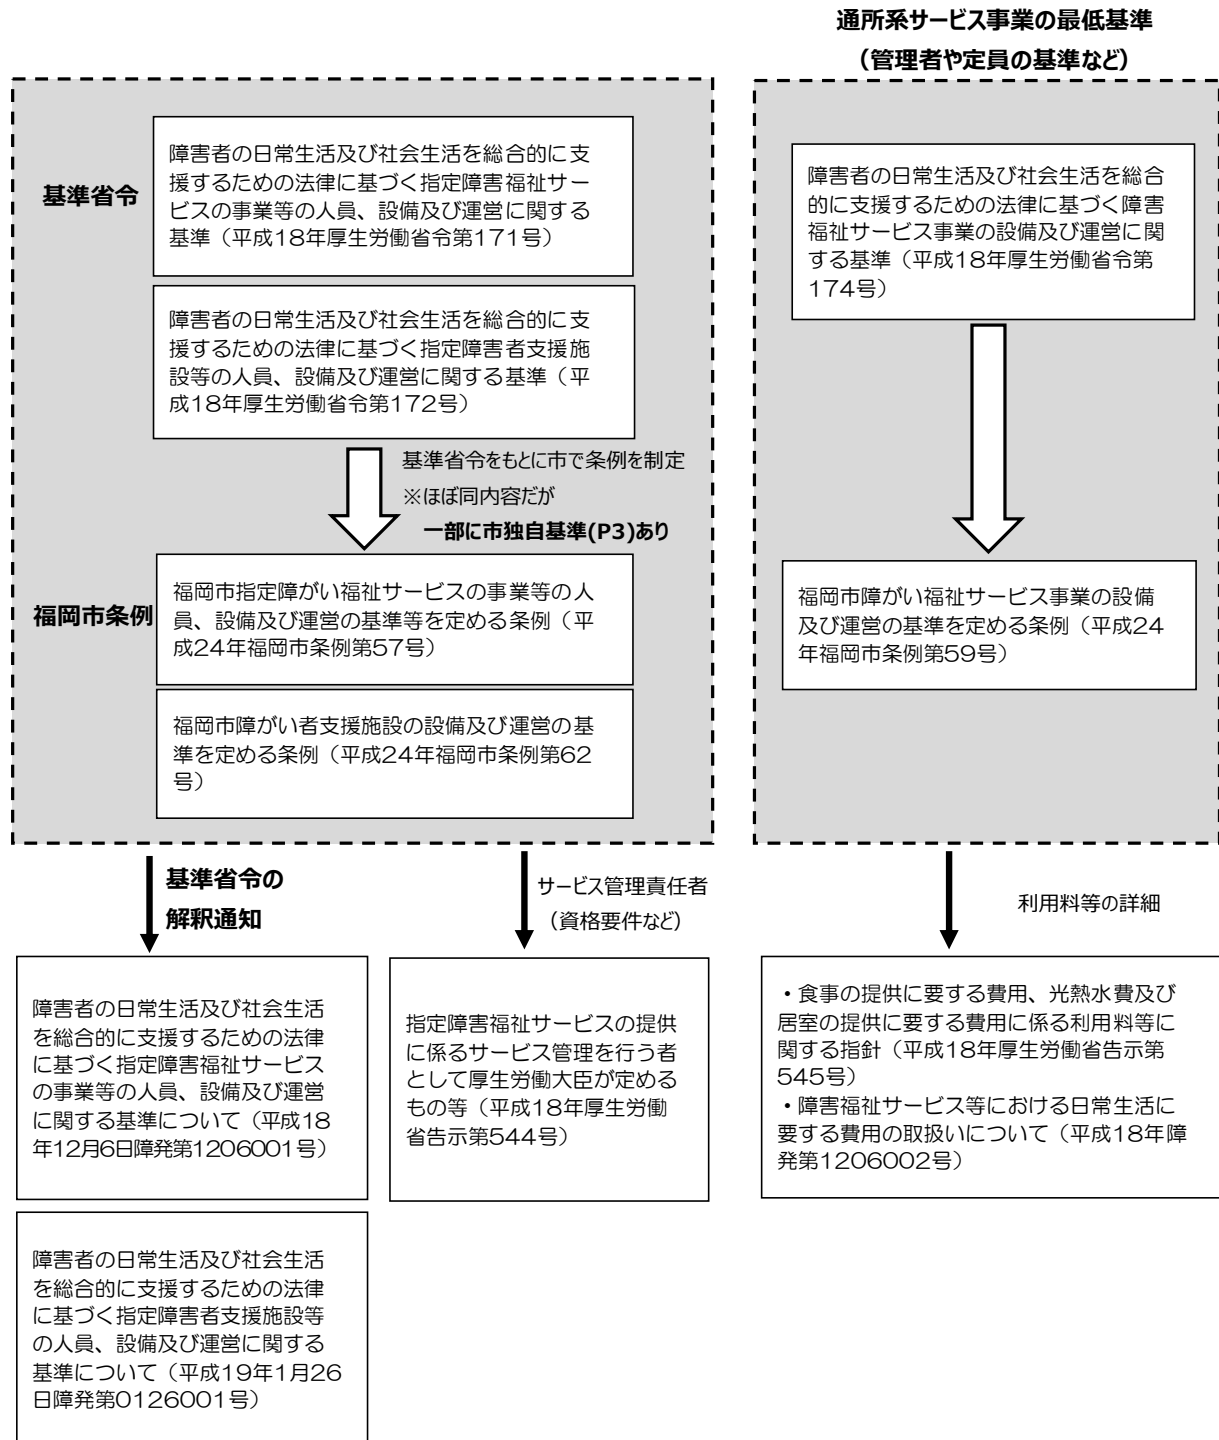 通所系サービス事業の最低基準
（管理者や定員の基準など）
基準省令
障害者の日常生活及び社会生活を総合的に支
援するための法律に基づく指定障害福祉サー
ビスの事業等の人員、設備及び運営に関する
基準（平成18年厚生労働省令第171号）
障害者の日常生活及び社会生活を総合的に支
援するための法律に基づく指定障害者支援施
設等の人員、設備及び運営に関する基準（平
成18年厚生労働省令第172号）
基準省令をもとに市で条例を制定
※ほぼ同内容だが
一部に市独自基準(P3)あり
福岡市条例
福岡市指定障がい福祉サービスの事業等の人
員、設備及び運営の基準等を定める条例（平
成24年福岡市条例第57号）
福岡市障がい者支援施設の設備及び運営の基
準を定める条例（平成24年福岡市条例第62
号）
障害者の日常生活及び社会生活を総合
的に支援するための法律に基づく障害
福祉サービス事業の設備及び運営に関
する基準（平成18年厚生労働省令第
174号）
福岡市障がい福祉サービス事業の設備
及び運営の基準を定める条例（平成24
年福岡市条例第59号）
基準省令の
解釈通知
サービス管理責任者
（資格要件など）
利用料等の詳細
障害者の日常生活及び社会生活
を総合的に支援するための法律
に基づく指定障害福祉サービス
の事業等の人員、設備及び運営
に関する基準について（平成18
年12月6日障発第1206001号）
障害者の日常生活及び社会生活
を総合的に支援するための法律
に基づく指定障害者支援施設等
の人員、設備及び運営に関する
基準について（平成19年1月26
日障発第0126001号）
指定障害福祉サービスの提供
に係るサービス管理を行う者
として厚生労働大臣が定める
もの等（平成18年厚生労働
省告示第544号）
・食事の提供に要する費用、光熱水費及び
居室の提供に要する費用に係る利用料等に
関する指針（平成18年厚生労働省告示第
545号）
・障害福祉サービス等における日常生活に
要する費用の取扱いについて（平成18年障
発第1206002号）